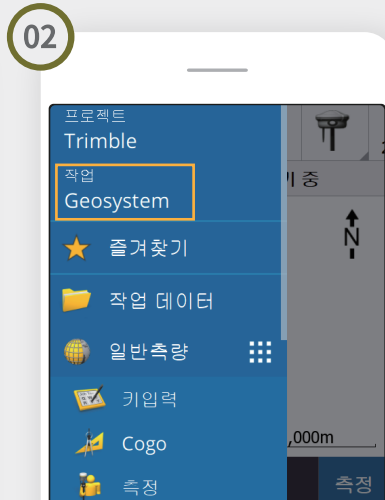 02
프로젝트
Trimble
작업
Geosystem
기 중
즐겨찾기
N
작업 데이터
일반측량
키입력
,000m
Cogo
측정
측정